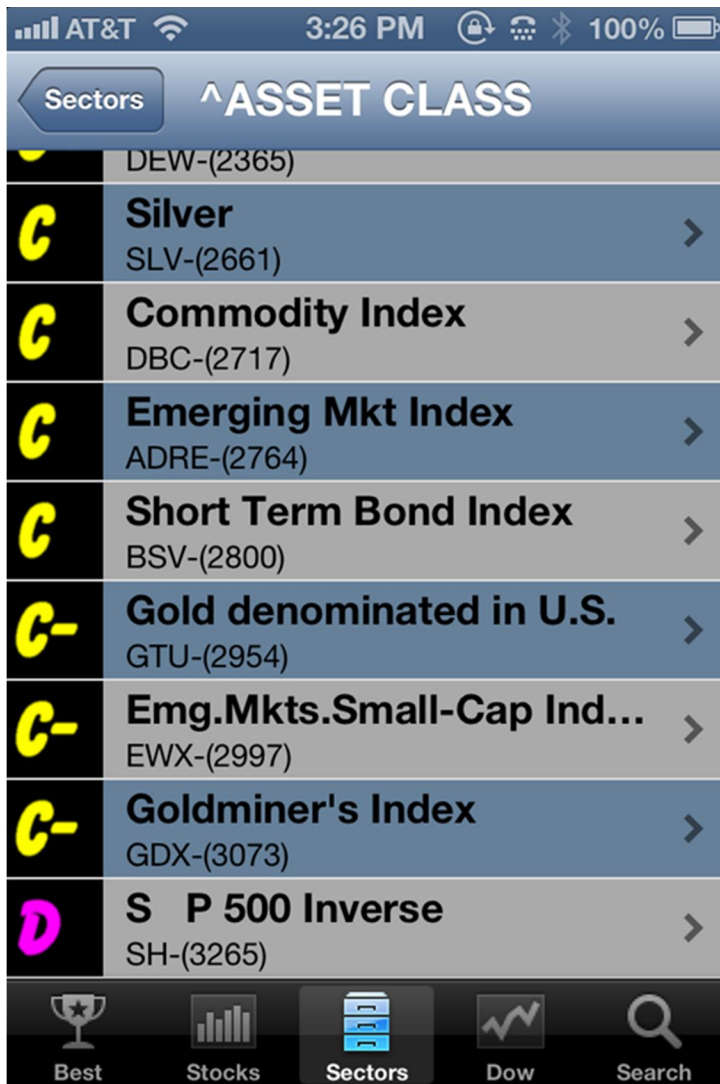 AT&T 3:26 PM 100%
Sectors ^ASSET CLASS
DEW-(2365)
C Silver
SLV-(2661)
C Commodity Index
DBC-(2717)
C Emerging Mkt Index
ADRE-(2764)
C Short Term Bond Index
BSV-(2800)
C- Gold denominated in U.S.
GTU-(2954)
C- Emg.Mkts.Small-Cap Ind...
EWX-(2997)
C- Goldminer's Index
GDX-(3073)
D S P 500 Inverse
SH-(3265)
Best Stocks Sectors Dow Search